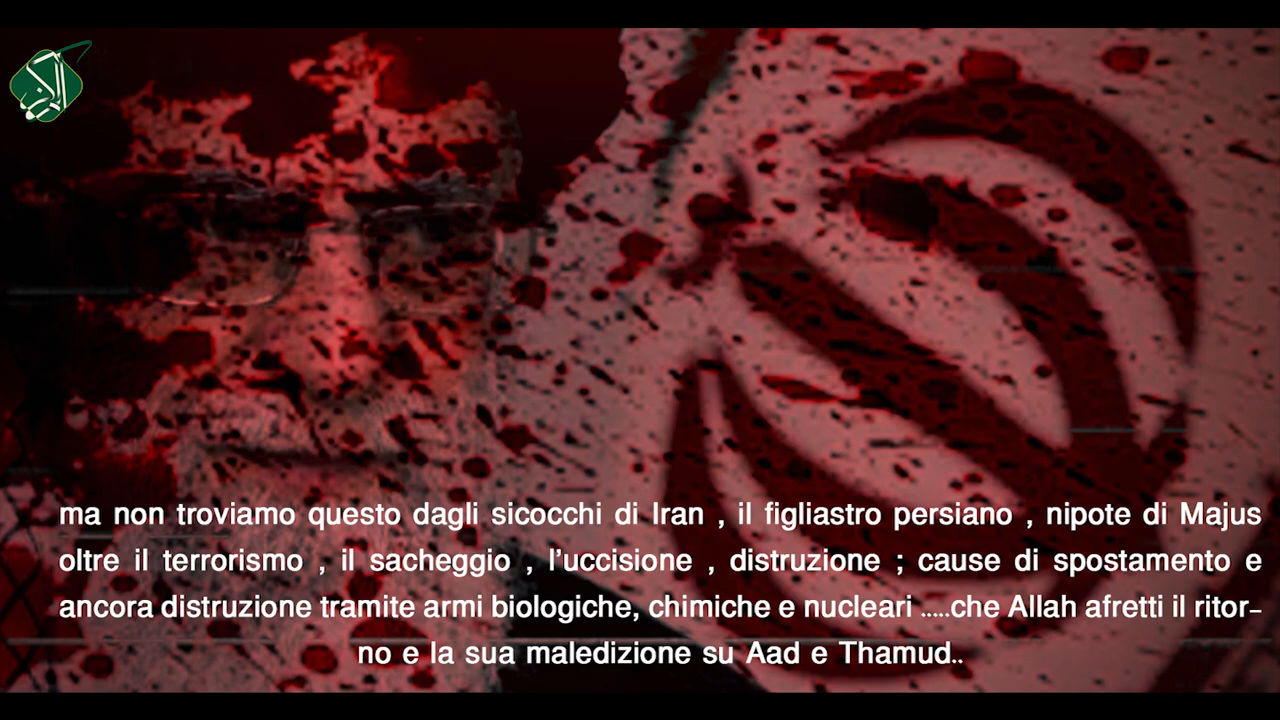 ma non troviamo questo dagli sicocchi di Iran , il figliastro persiano , nipote di Majus
oltre il terrorismo , il sacheggio , l'uccisione , distruzione ; cause di spostamento e
ancora distruzione tramite armi biologiche, chimiche e nucleari .....che Allah afretti il ritor-
no e la sua maledizione su Aad e Thamud..